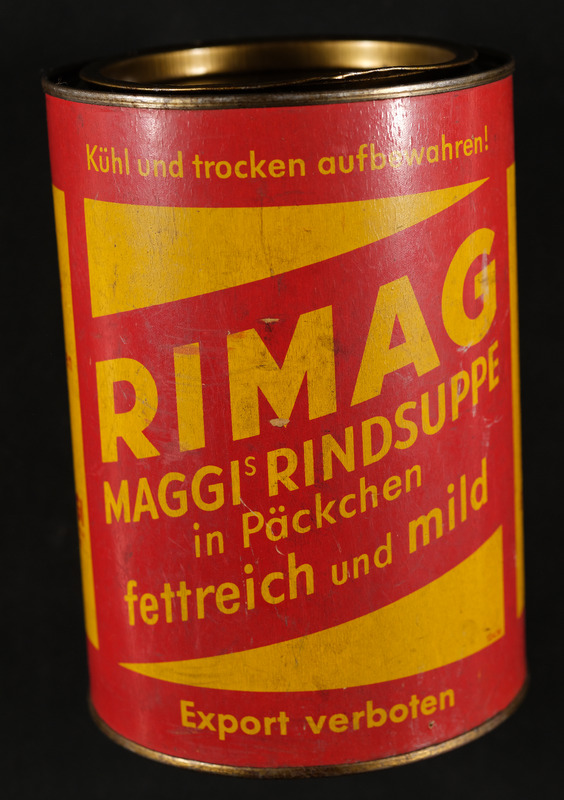 Kühl und trocken aufbewahren!
RIMAG
MAGGIS RINDSUPPE
in Päckchen
fettreich und mild
Export verboten